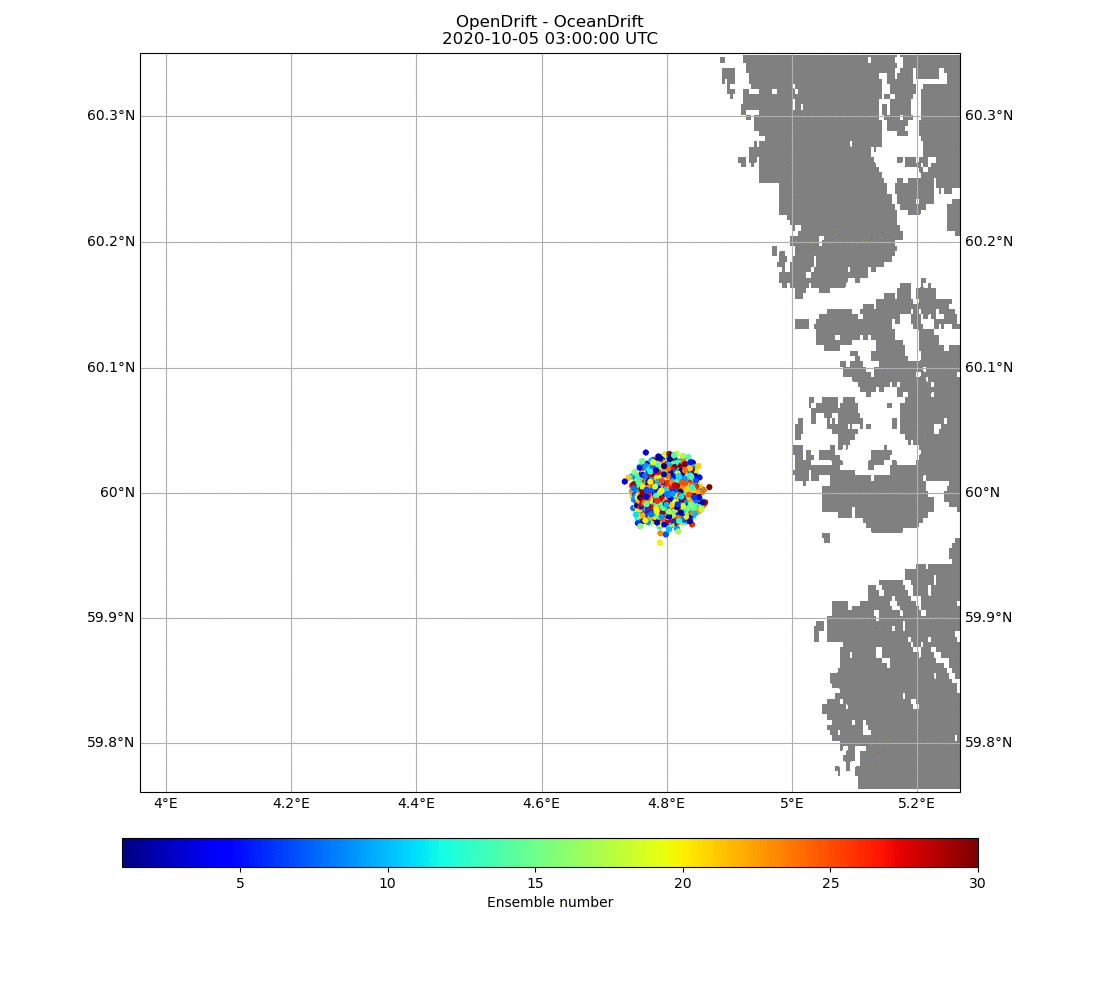 OpenDrift - OceanDrift
2020-10-05 03:00:00 UTC
60.3°N 60.3°N
60.2°N 60.2°N
60.1°N 60.1°N
60°N 60°N
59.9°N 59.9°N
59.8°N 59.8°N
4°E 4.2°E 4.4°E 4.6°E 4.8°E 5°E 5.2°E
5 10 15 20 25 30
Ensemble number